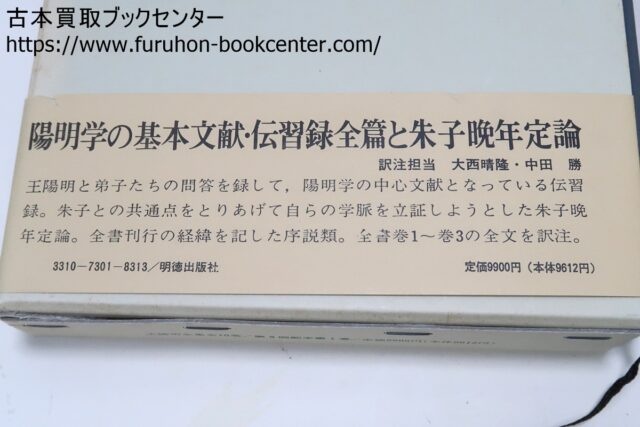 古本買取ブックセンター
https://www.furuhon-bookcenter.com/
陽明学の基本文献・伝習録全篇と朱子晩年定論
訳注担当 大西晴隆・中田 勝
王陽明と弟子たちの問答を録して，陽明学の中心文献となっている伝習
録。朱子との共通点をとりあげて自らの学脈を立証しようとした朱子晩
年定論。全書刊行の経緯を記した序説類。全書巻1～巻3の全文を訳注。
3310-7301-8313／明徳出版社
定価9900円（本体9612円）